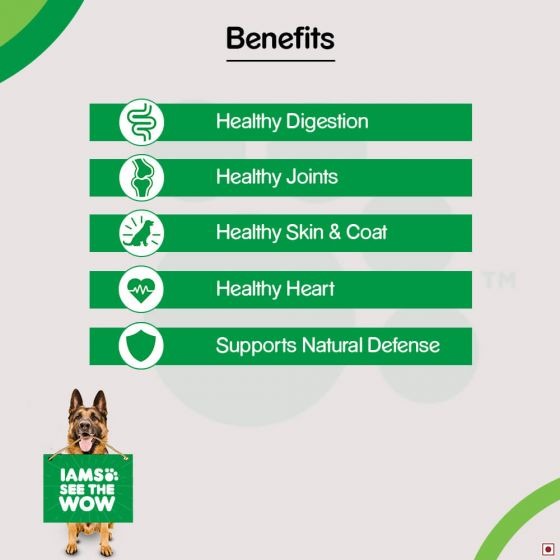 Benefits
Healthy Digestion
Healthy Joints
Healthy Skin & Coat
Healthy Heart
™
Supports Natural Defense
IAMS
SEE THE
WOW